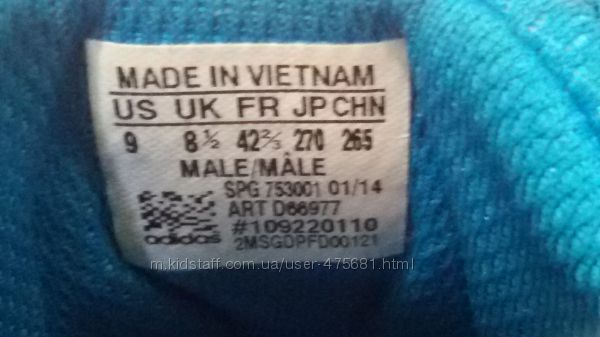 MADE IN VIETNAM
US UK FR JP CHN
9 8½ 42⅔ 270 265
MALE/MÂLE
SPG 753001 01/14
ART D66977
#109220110
adidas 2MSGDPFD00121
m.kidstaff.com.ua/user-475681.html